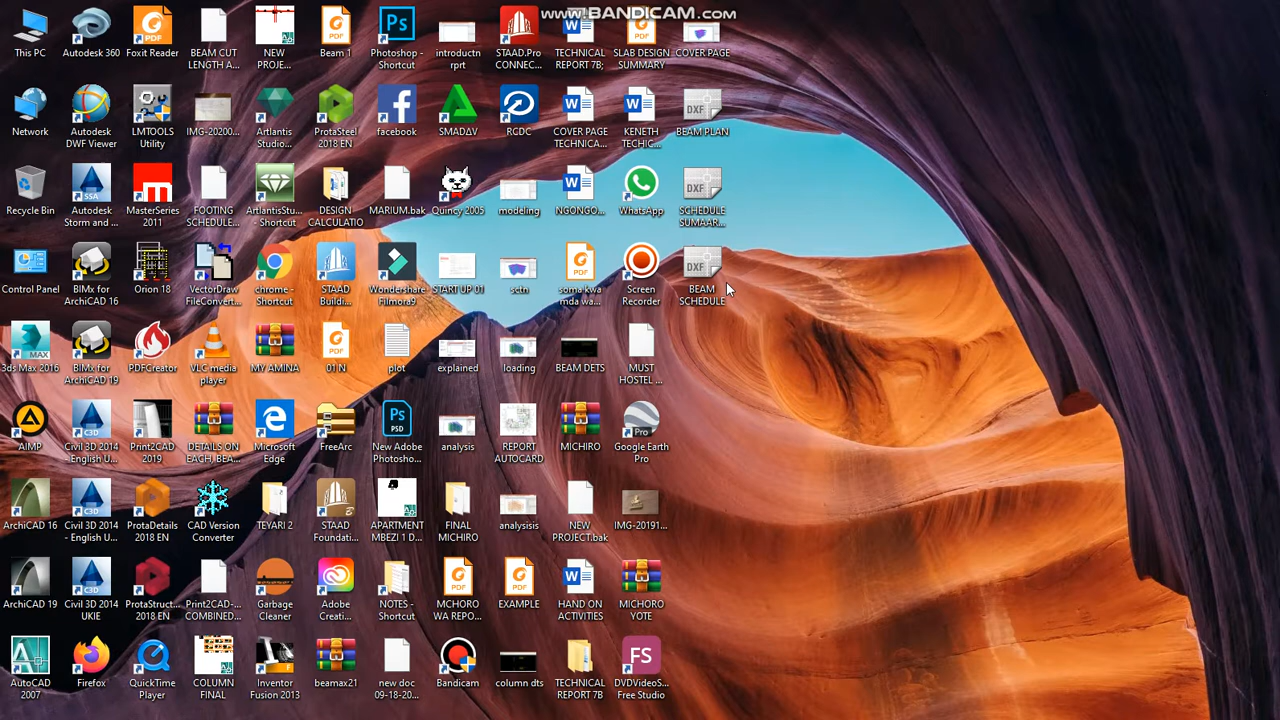 www.BANDICAM.com
This PC
Autodesk 360
Foxit Reader
BEAM CUT
LENGTH A...
NEW
PROJE...
Beam 1
Photoshop -
Shortcut
introductn
rprt
STAAD.Pro
CONNEC...
TECHNICAL
REPORT 7B;
SLAB DESIGN
SUMMARY
COVER PAGE
Network
Autodesk
DWF Viewer
LMTOOLS
Utility
IMG-20200...
Artlantis
Studio...
ProtaSteel
2018 EN
facebook
SMADΔV
RGDC
COVER PAGE
TECHNICA...
KENETH
TECHIC...
BEAM PLAN
Recycle Bin
Autodesk
Storm and ...
MasterSeries
2011
FOOTING
SCHEDULE...
ArtlantisStu...
- Shortcut
DESIGN
CALCULATIO
MARIUM.bak
Quincy 2005
modeling
NGONGO...
WhatsApp
SCHEDULE
SUMAAR...
Control Panel
BIMx for
ArchiCAD 16
Orion 18
VectorDraw
FileConvert...
chrome -
Shortcut
STAAD
Buildi...
Wondershare
Filmora9
START UP 01
sctn
soma kwa
mda wa...
Screen
Recorder
BEAM
SCHEDULE
3ds Max 2016
BIMx for
ArchiCAD 19
PDFCreator
VLC media
player
MY AMINA
01 N
plot
explained
loading
BEAM DETS
MUST
HOSTEL ...
AIMP
Civil 3D 2014
- English U...
Print2CAD
2019
DETAILS ON
EACH, BEA...
Microsoft
Edge
FreeArc
New Adobe
Photosho...
analysis
REPORT
AUTOCARD
MICHIRO
Google Earth
Pro
ArchiCAD 16
Civil 3D 2014
- English U...
ProtaDetails
2018 EN
CAD Version
Converter
TEYARI 2
STAAD
Foundati...
APARTMENT
MBEZI 1 D...
FINAL
MICHIRO
analysisis
NEW
PROJECT.bak
IMG-20191...
ArchiCAD 19
Civil 3D 2014
UKIE
ProtaStruct...
2018 EN
Print2CAD-...
COMBINED...
Garbage
Cleaner
Adobe
Creati...
NOTES -
Shortcut
MCHORO
WA REPO...
EXAMPLE
HAND ON
ACTIVITIES
MICHORO
YOTE
AutoCAD
2007
Firefox
QuickTime
Player
COLUMN
FINAL
Inventor
Fusion 2013
beamax21
new doc
09-18-20...
Bandicam
column dts
TECHNICAL
REPORT 7B
DVDVideoS...
Free Studio